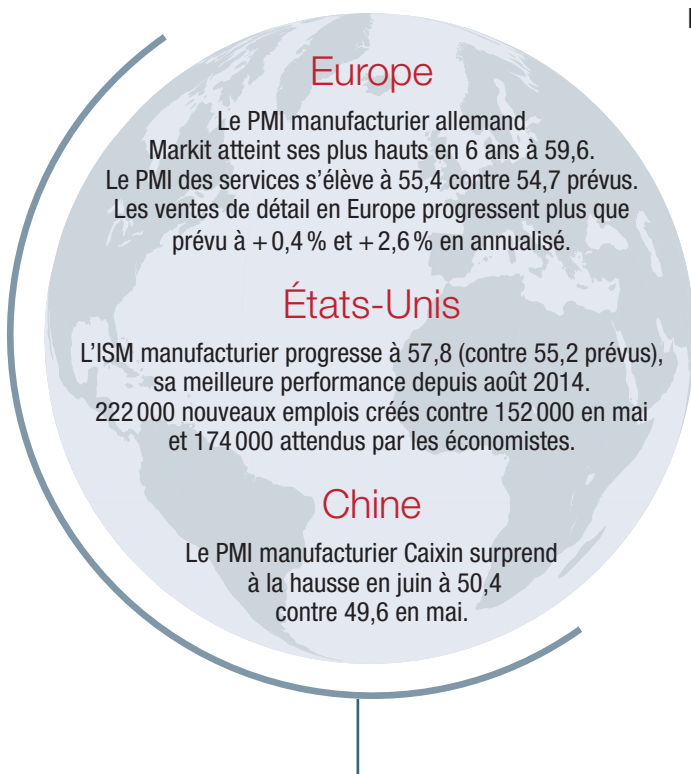 Europe
Le PMI manufacturier allemand
Markit atteint ses plus hauts en 6 ans à 59,6.
Le PMI des services s’élève à 55,4 contre 54,7 prévus.
Les ventes de détail en Europe progressent plus que
prévu à +0,4 % et +2,6 % en annualisé.
États-Unis
L’ISM manufacturier progresse à 57,8 (contre 55,2 prévus),
sa meilleure performance depuis août 2014.
222 000 nouveaux emplois créés contre 152 000 en mai
et 174 000 attendus par les économistes.
Chine
Le PMI manufacturier Caixin surprend
à la hausse en juin à 50,4
contre 49,6 en mai.